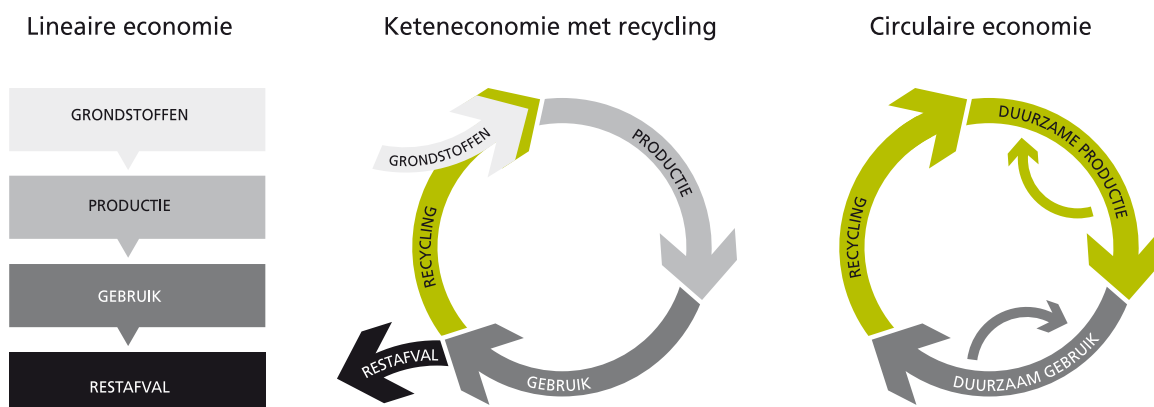 Lineaire economie
GRONDSTOFFEN
PRODUCTIE
GEBRUIK
RESTAFVAL
Keteneconomie met recycling
GRONDSTOFFEN
PRODUCTIE
GEBRUIK
RESTAFVAL
RECYCLING
Circulaire economie
DUURZAME PRODUCTIE
DUURZAAM GEBRUIK
RECYCLING